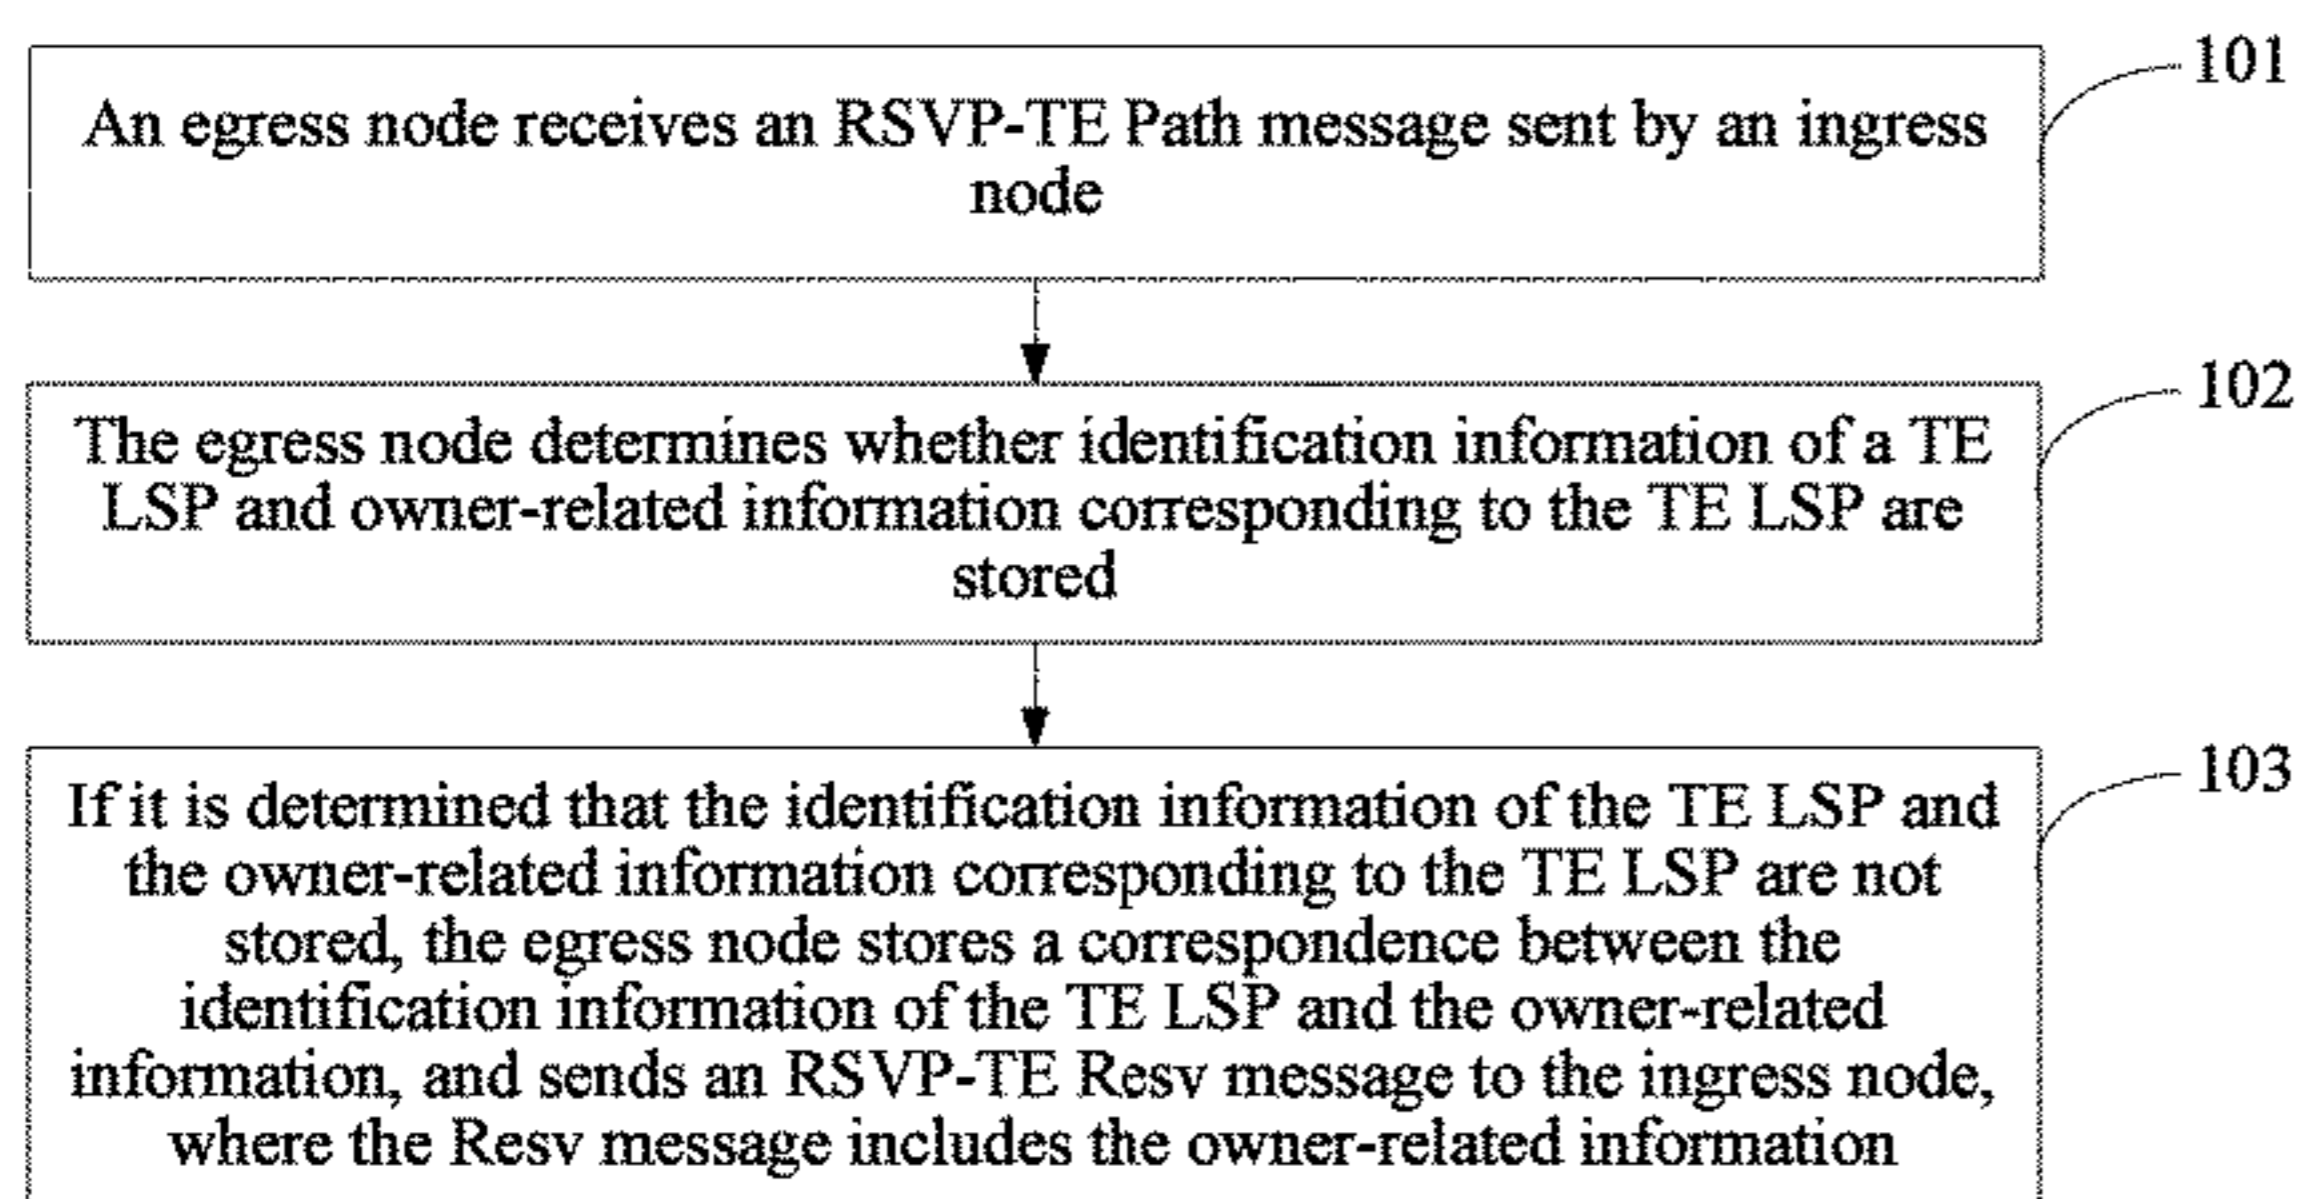 101
An egress node receives an RSVP-TE Path message sent by an ingress
node
102
The egress node determines whether identification information of a TE
LSP and owner-related information corresponding to the TE LSP are
stored
103
If it is determined that the identification information of the TE LSP and
the owner-related information corresponding to the TE LSP are not
stored, the egress node stores a correspondence between the
identification information of the TE LSP and the owner-related
information, and sends an RSVP-TE Resv message to the ingress node,
where the Resv message includes the owner-related information